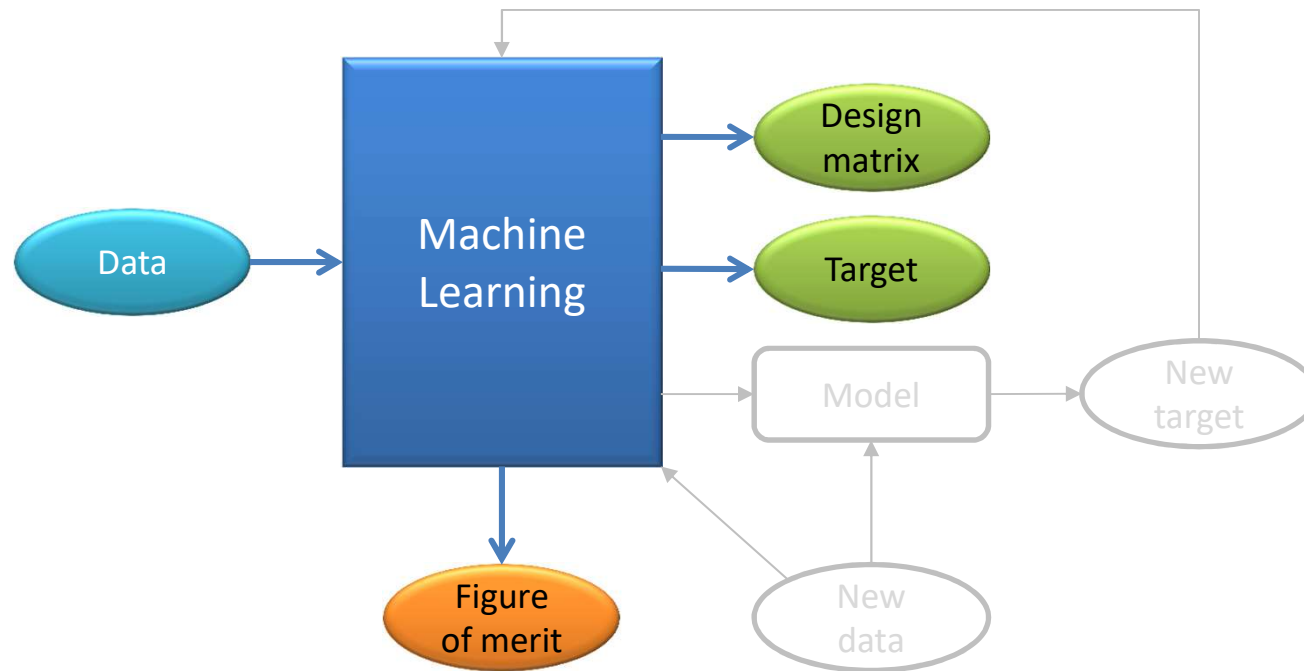 Design
matrix
Data
Machine
Learning
Target
Model
New
target
Figure
of merit
New
data